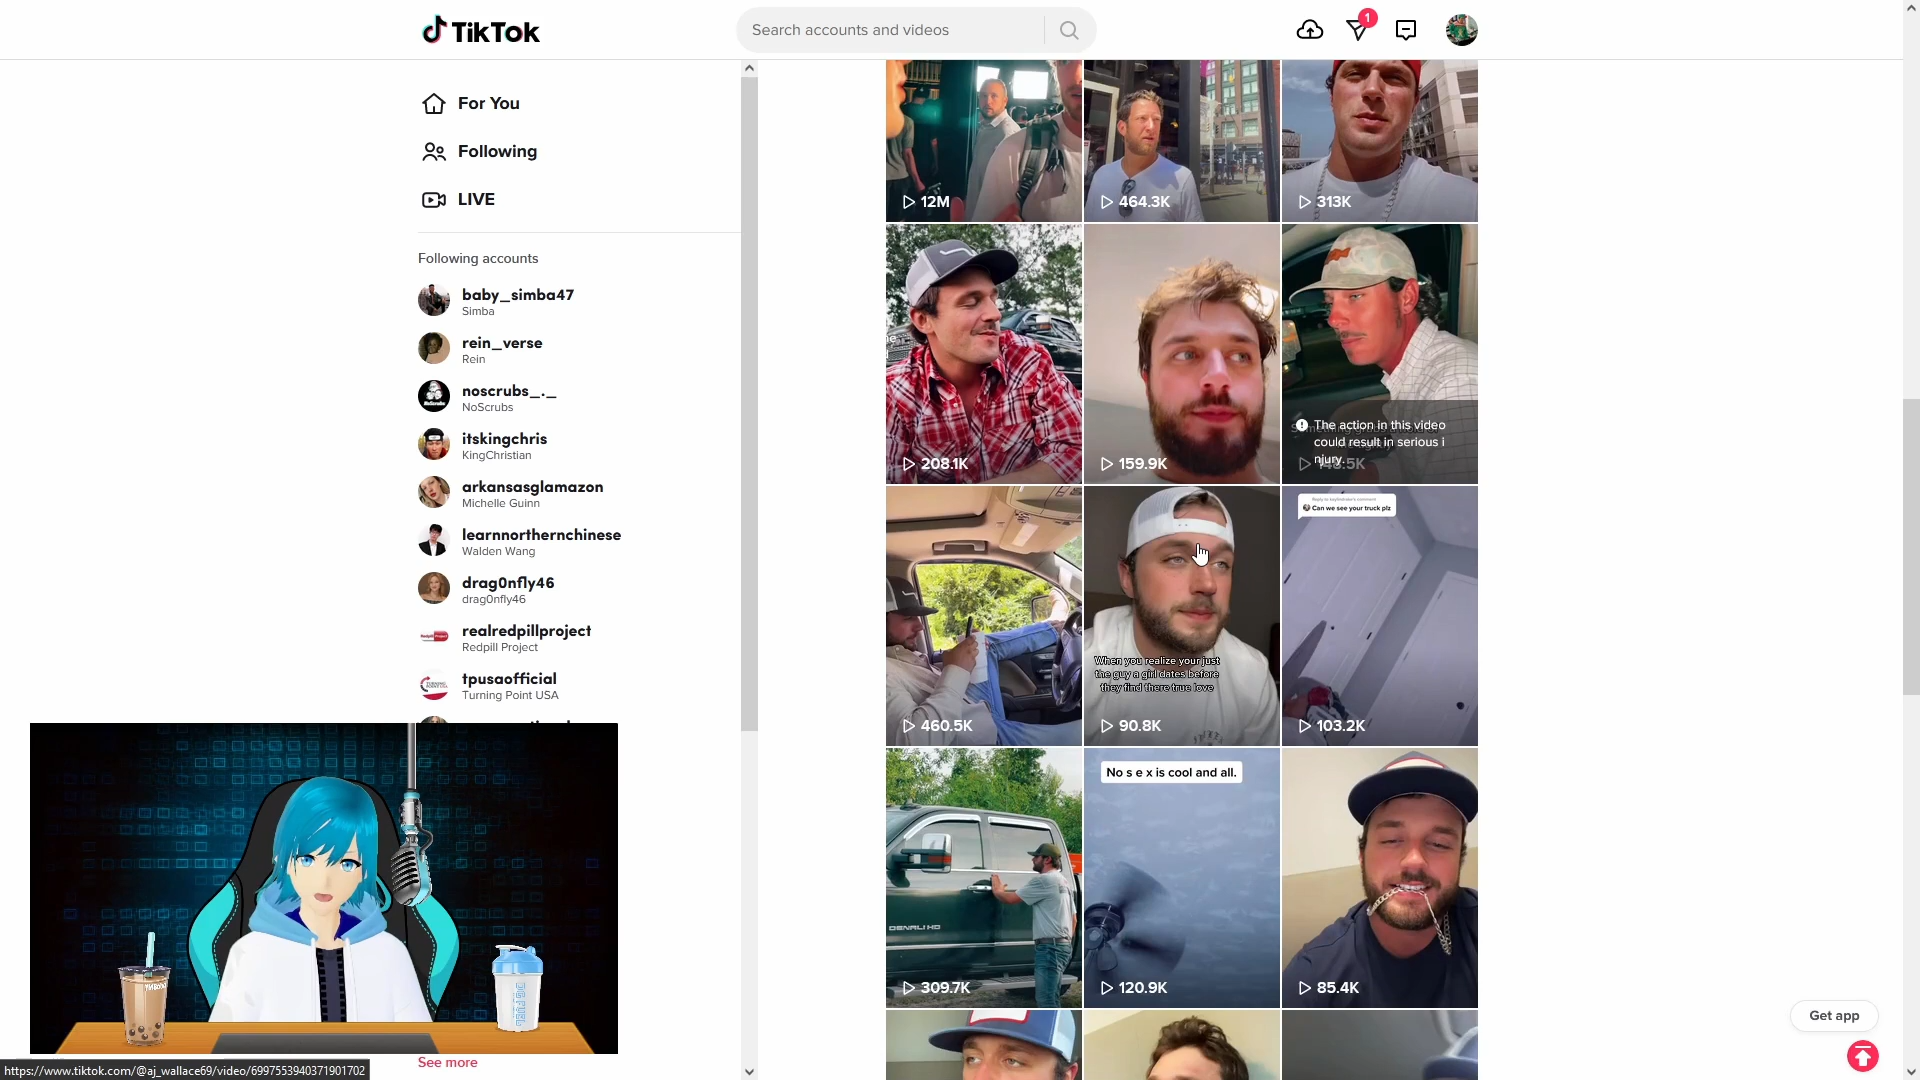 TikTok
Search accounts and videos
1
For You
Following
LIVE
Following accounts
baby_simba47
Simba
rein_verse
Rein
noscrubs_._
NoScrubs
itskingchris
KingChristian
arkansasglamazon
Michelle Guinn
learnnorthernchinese
Walden Wang
drag0nfly46
drag0nfly46
realredpillproject
Redpill Project
tpusaofficial
Turning Point USA
See more
https://www.tiktok.com/@aj_wallace69/video/6997553940371901702
12M
464.3K
313K
208.1K
159.9K
The action in this video
could result in serious i
njury.
460.5K
When you realize your just
the guy a girl dates before
they find there true love
90.8K
Can we see your truck plz
103.2K
DENALI HD
309.7K
No s e x is cool and all.
120.9K
85.4K
Get app